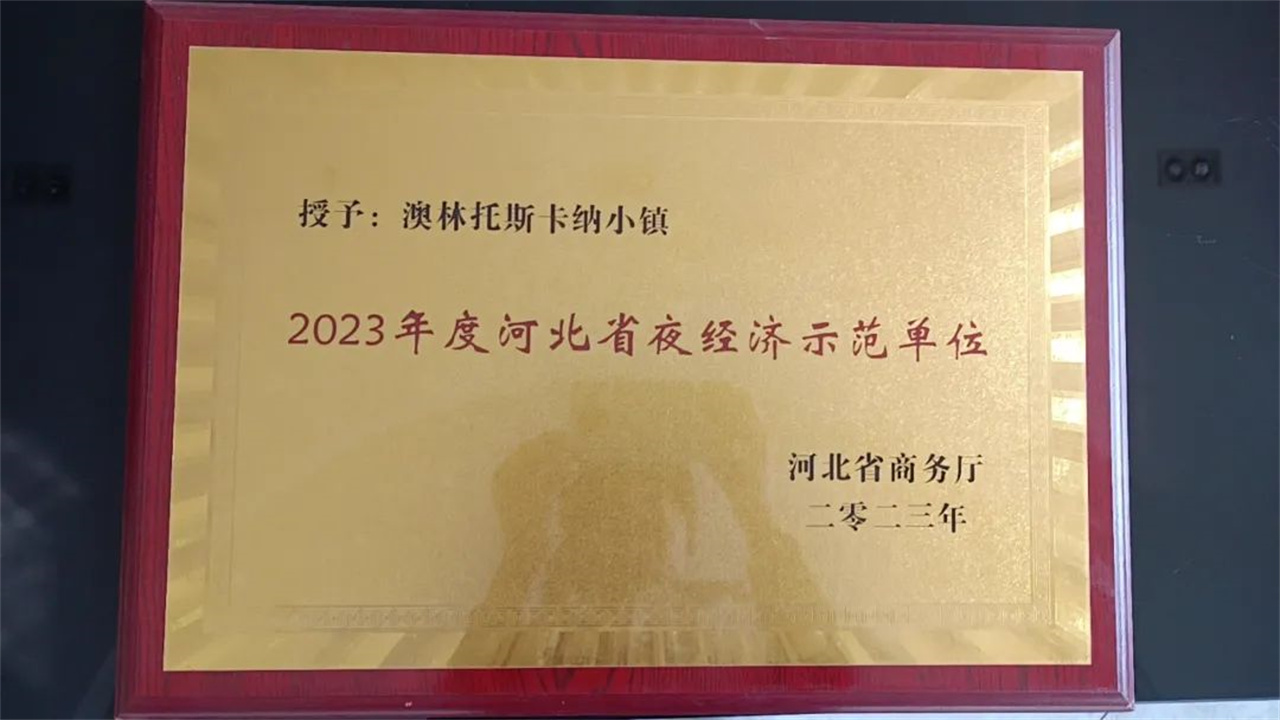 授予：澳林托斯卡纳小镇
2023年度河北省夜经济示范单位
河北省商务厅
二零二三年